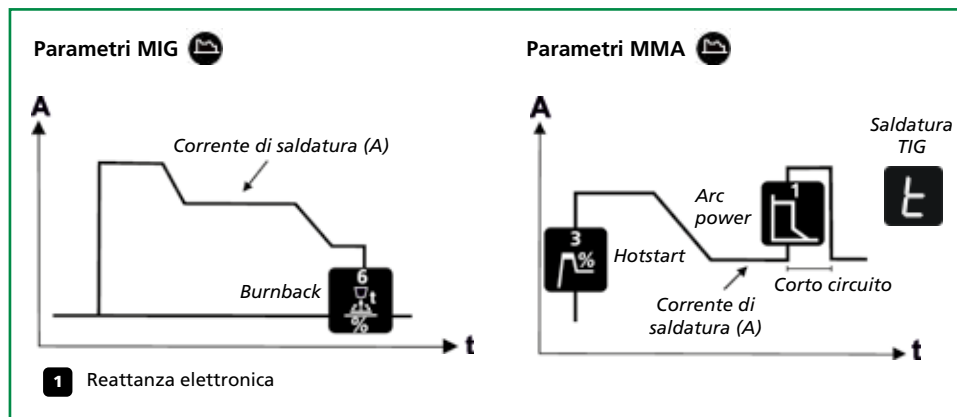 Parametri MIG
A
Corrente di saldatura (A)
Burnback
6
t
%
t
1 Reattanza elettronica
Parametri MMA
A
Saldatura
TIG
t
Arc
power
1
3
%
Hotstart
Corrente di
saldatura (A)
Corto circuito
t